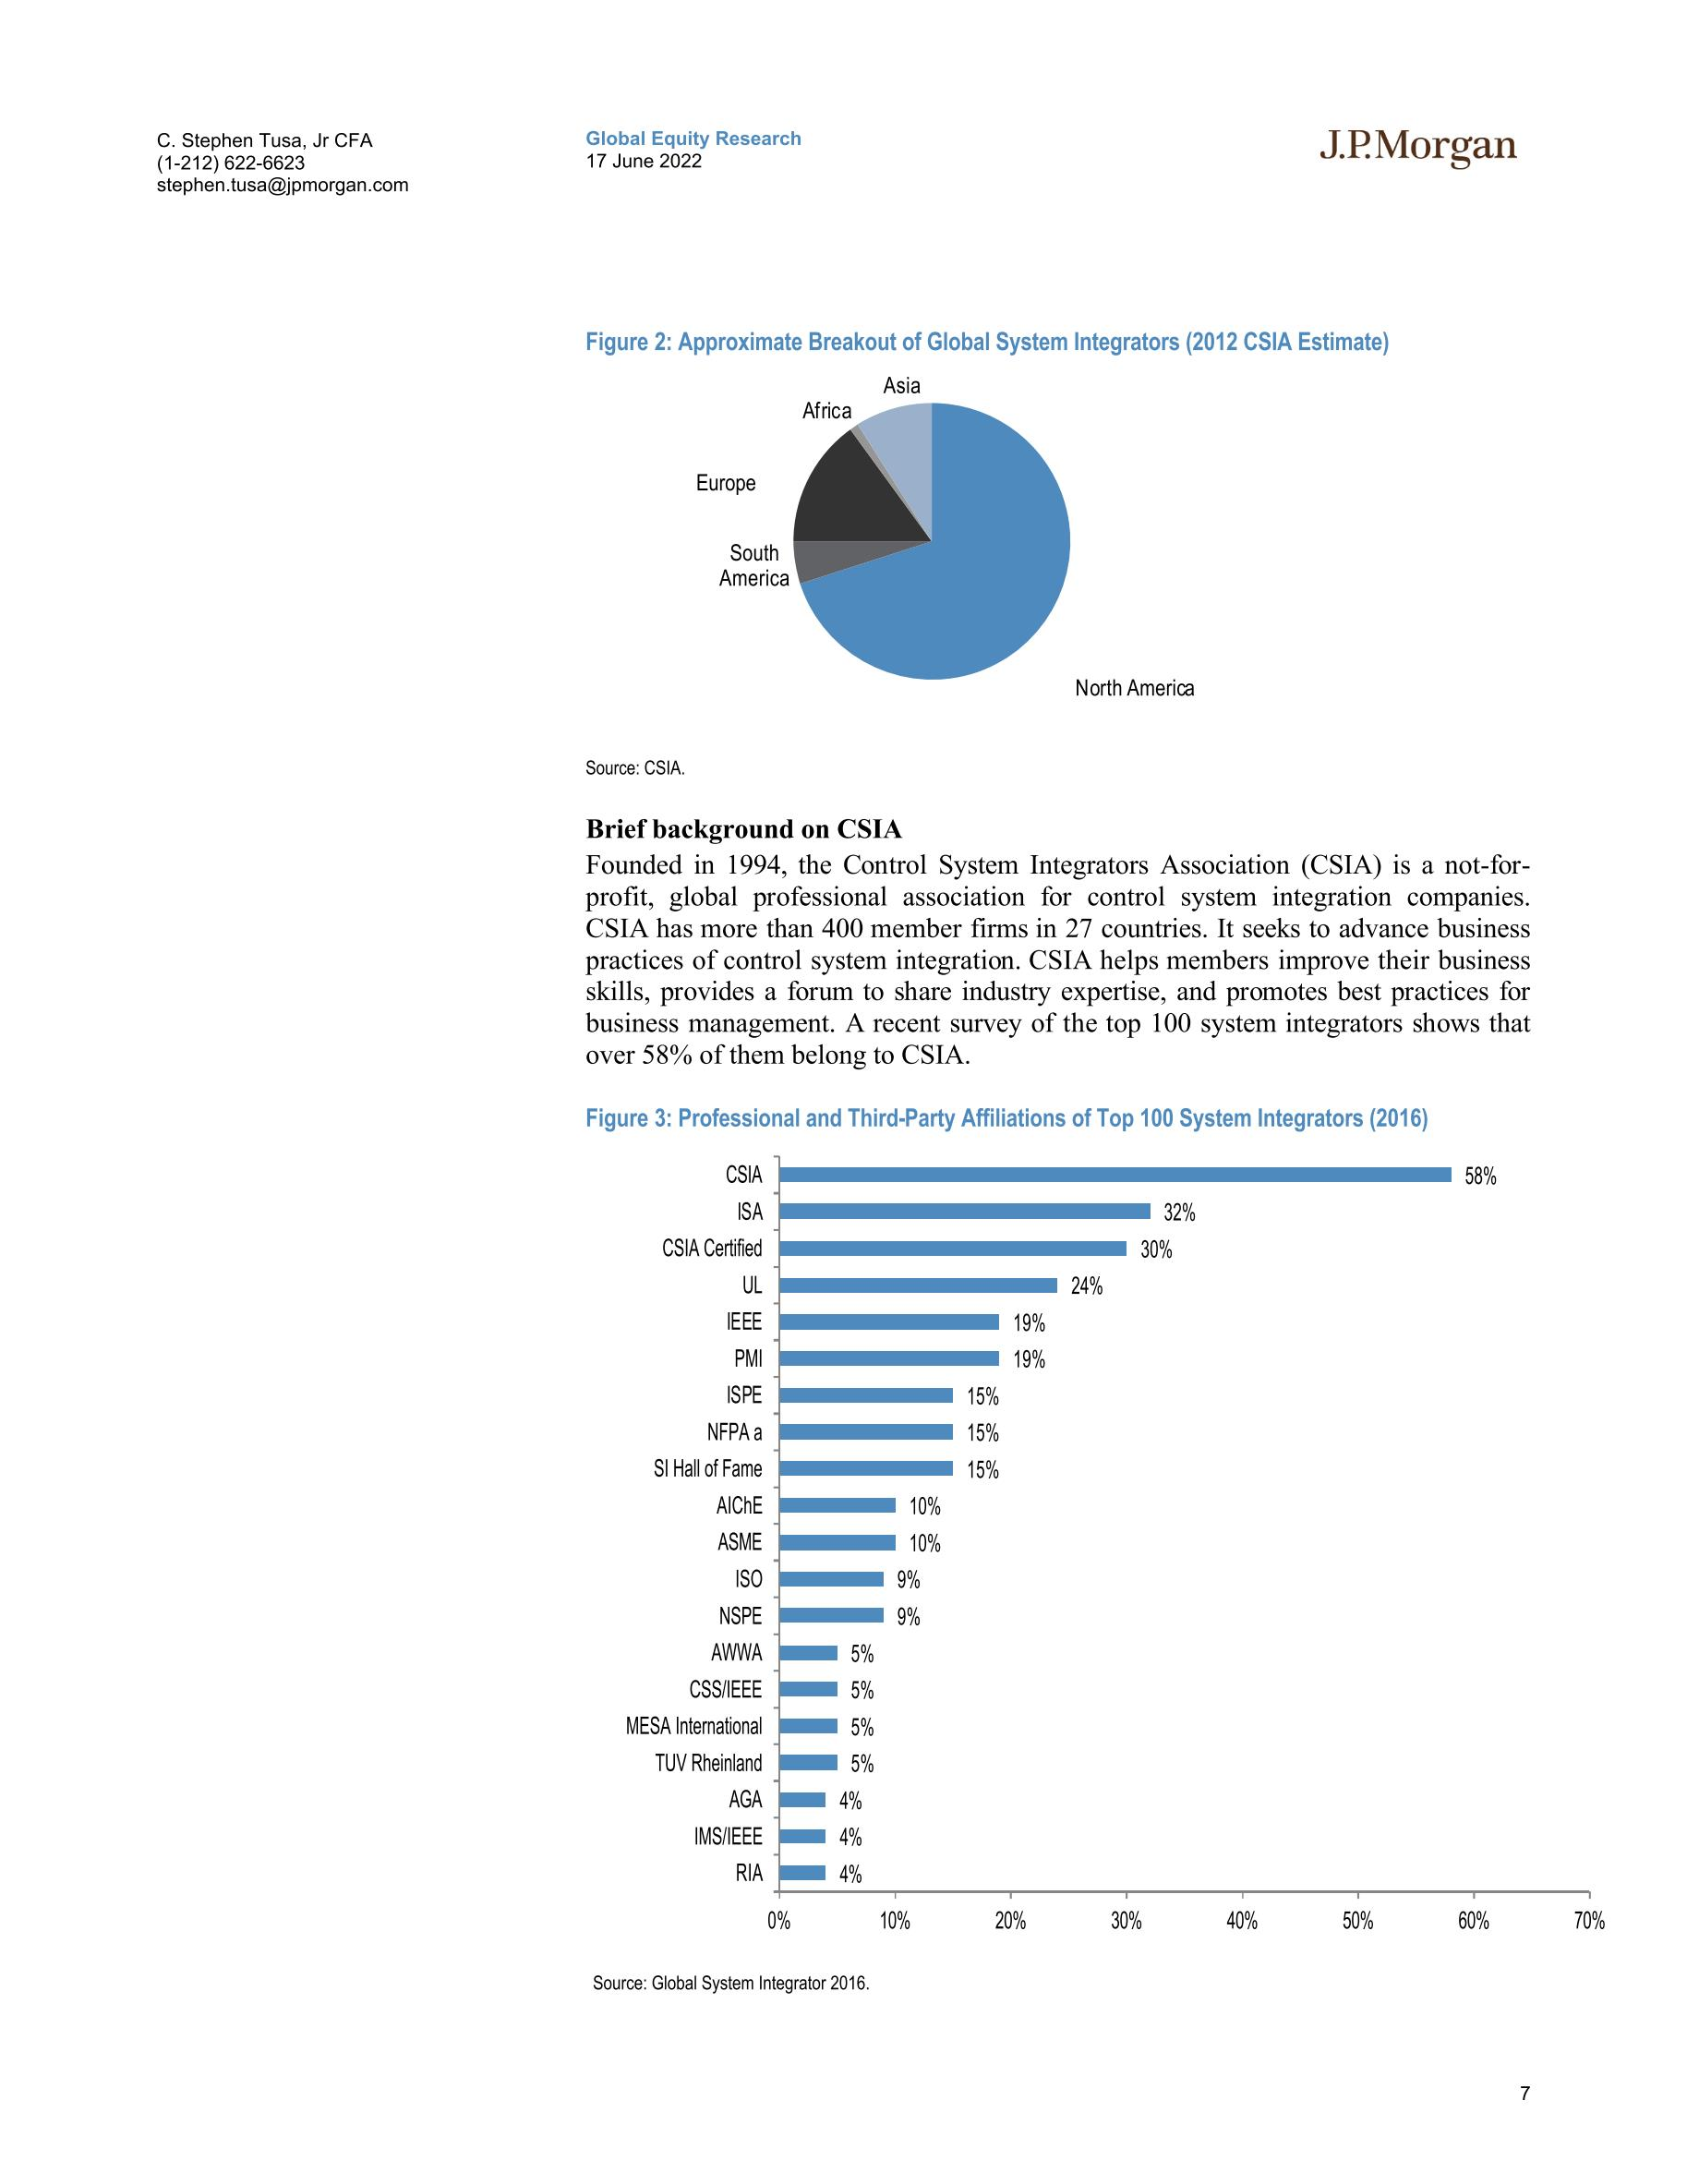 C. Stephen Tusa, Jr CFA
(1-212) 622-6623
stephen.tusa@jpmorgan.com
Global Equity Research
17 June 2022
J.P.Morgan
Figure 2: Approximate Breakout of Global System Integrators (2012 CSIA Estimate)
Asia
Africa
Europe
South
America
North America
Source: CSIA.
Brief background on CSIA
Founded in 1994, the Control System Integrators Association (CSIA) is a not-for-
profit, global professional association for control system integration companies.
CSIA has more than 400 member firms in 27 countries. It seeks to advance business
practices of control system integration. CSIA helps members improve their business
skills, provides a forum to share industry expertise, and promotes best practices for
business management. A recent survey of the top 100 system integrators shows that
over 58% of them belong to CSIA.
Figure 3: Professional and Third-Party Affiliations of Top 100 System Integrators (2016)
CSIA 58%
ISA 32%
CSIA Certified 30%
UL 24%
IEEE 19%
PMI 19%
ISPE 15%
NFPA a 15%
SI Hall of Fame 15%
AIChE 10%
ASME 10%
ISO 9%
NSPE 9%
AWWA 5%
CSS/IEEE 5%
MESA International 5%
TUV Rheinland 5%
AGA 4%
IMS/IEEE 4%
RIA 4%
0% 10% 20% 30% 40% 50% 60% 70%
Source: Global System Integrator 2016.
7